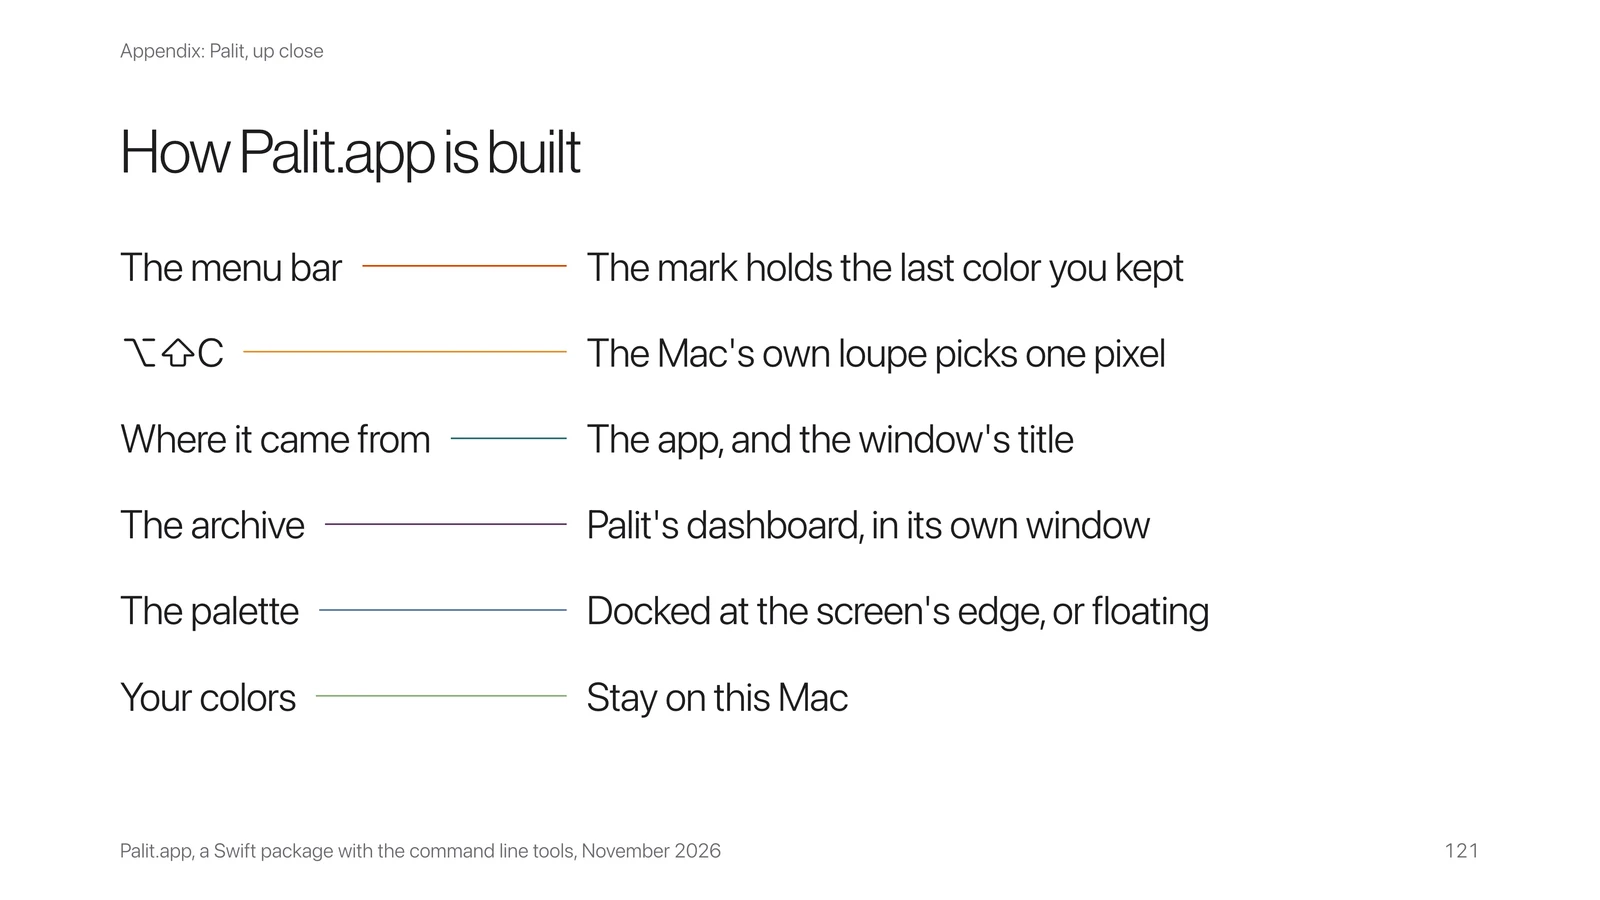 Appendix: Palit, up close
How Palit.app is built
The menu bar The mark holds the last color you kept
⌥⇧C The Mac's own loupe picks one pixel
Where it came from The app, and the window's title
The archive Palit's dashboard, in its own window
The palette Docked at the screen's edge, or floating
Your colors Stay on this Mac
Palit.app, a Swift package with the command line tools, November 2026 121